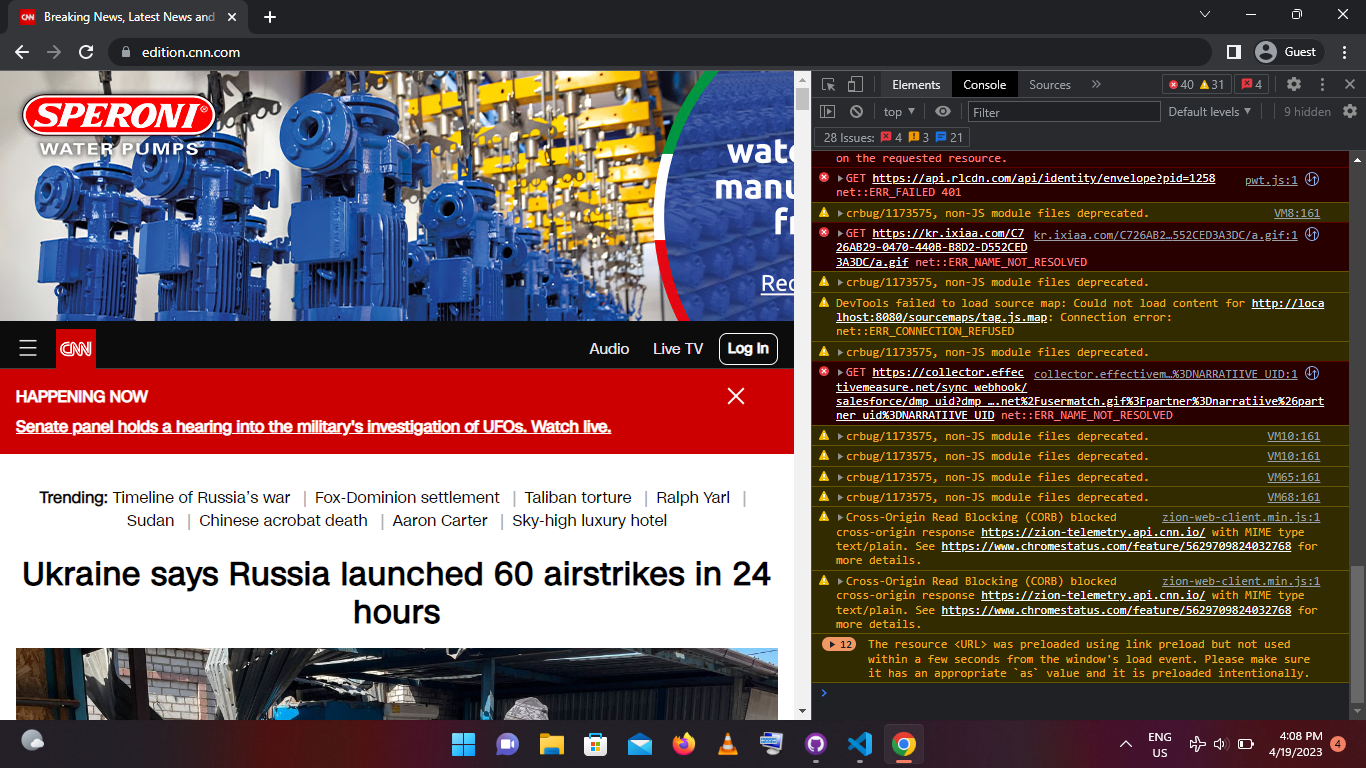 CNN
Breaking News, Latest News and
edition.cnn.com
Guest
SPERONI®
WATER PUMPS
CNN
Audio
Live TV
Log In
HAPPENING NOW
Senate panel holds a hearing into the military's investigation of UFOs. Watch live.
Trending: Timeline of Russia's war | Fox-Dominion settlement | Taliban torture | Ralph Yarl |
Sudan | Chinese acrobat death | Aaron Carter | Sky-high luxury hotel
Ukraine says Russia launched 60 airstrikes in 24
hours
Elements Console Sources
40 31 4
top Filter Default levels 9 hidden
28 Issues: 4 3 21
on the requested resource.
GET https://api.rlcdn.com/api/identity/envelope?pid=1258 pwt.js:1
net::ERR_FAILED 401
crbug/1173575, non-JS module files deprecated. VM8:161
GET https://kr.ixiaa.com/C7 kr.ixiaa.com/C726AB2…552CED3A3DC/a.gif:1
26AB29-0470-440B-B8D2-D552CED
3A3DC/a.gif net::ERR_NAME_NOT_RESOLVED
crbug/1173575, non-JS module files deprecated.
DevTools failed to load source map: Could not load content for http://loca
lhost:8080/sourcemaps/tag.js.map: Connection error:
net::ERR_CONNECTION_REFUSED
crbug/1173575, non-JS module files deprecated.
GET https://collector.effec collector.effectivem…%3DNARRATIIVE_UID:1
tivemeasure.net/sync_webhook/
salesforce/dmp_uid?dmp_….net%2Fusermatch.gif%3Fpartner%3Dnarratiive%26part
ner_uid%3DNARRATIIVE_UID net::ERR_NAME_NOT_RESOLVED
crbug/1173575, non-JS module files deprecated. VM10:161
crbug/1173575, non-JS module files deprecated. VM10:161
crbug/1173575, non-JS module files deprecated. VM65:161
crbug/1173575, non-JS module files deprecated. VM68:161
Cross-Origin Read Blocking (CORB) blocked zion-web-client.min.js:1
cross-origin response https://zion-telemetry.api.cnn.io/ with MIME type
text/plain. See https://www.chromestatus.com/feature/5629709824032768 for
more details.
Cross-Origin Read Blocking (CORB) blocked zion-web-client.min.js:1
cross-origin response https://zion-telemetry.api.cnn.io/ with MIME type
text/plain. See https://www.chromestatus.com/feature/5629709824032768 for
more details.
12 The resource <URL> was preloaded using link preload but not used
within a few seconds from the window's load event. Please make sure
it has an appropriate `as` value and it is preloaded intentionally.
ENG
US
4:08 PM
4/19/2023
4